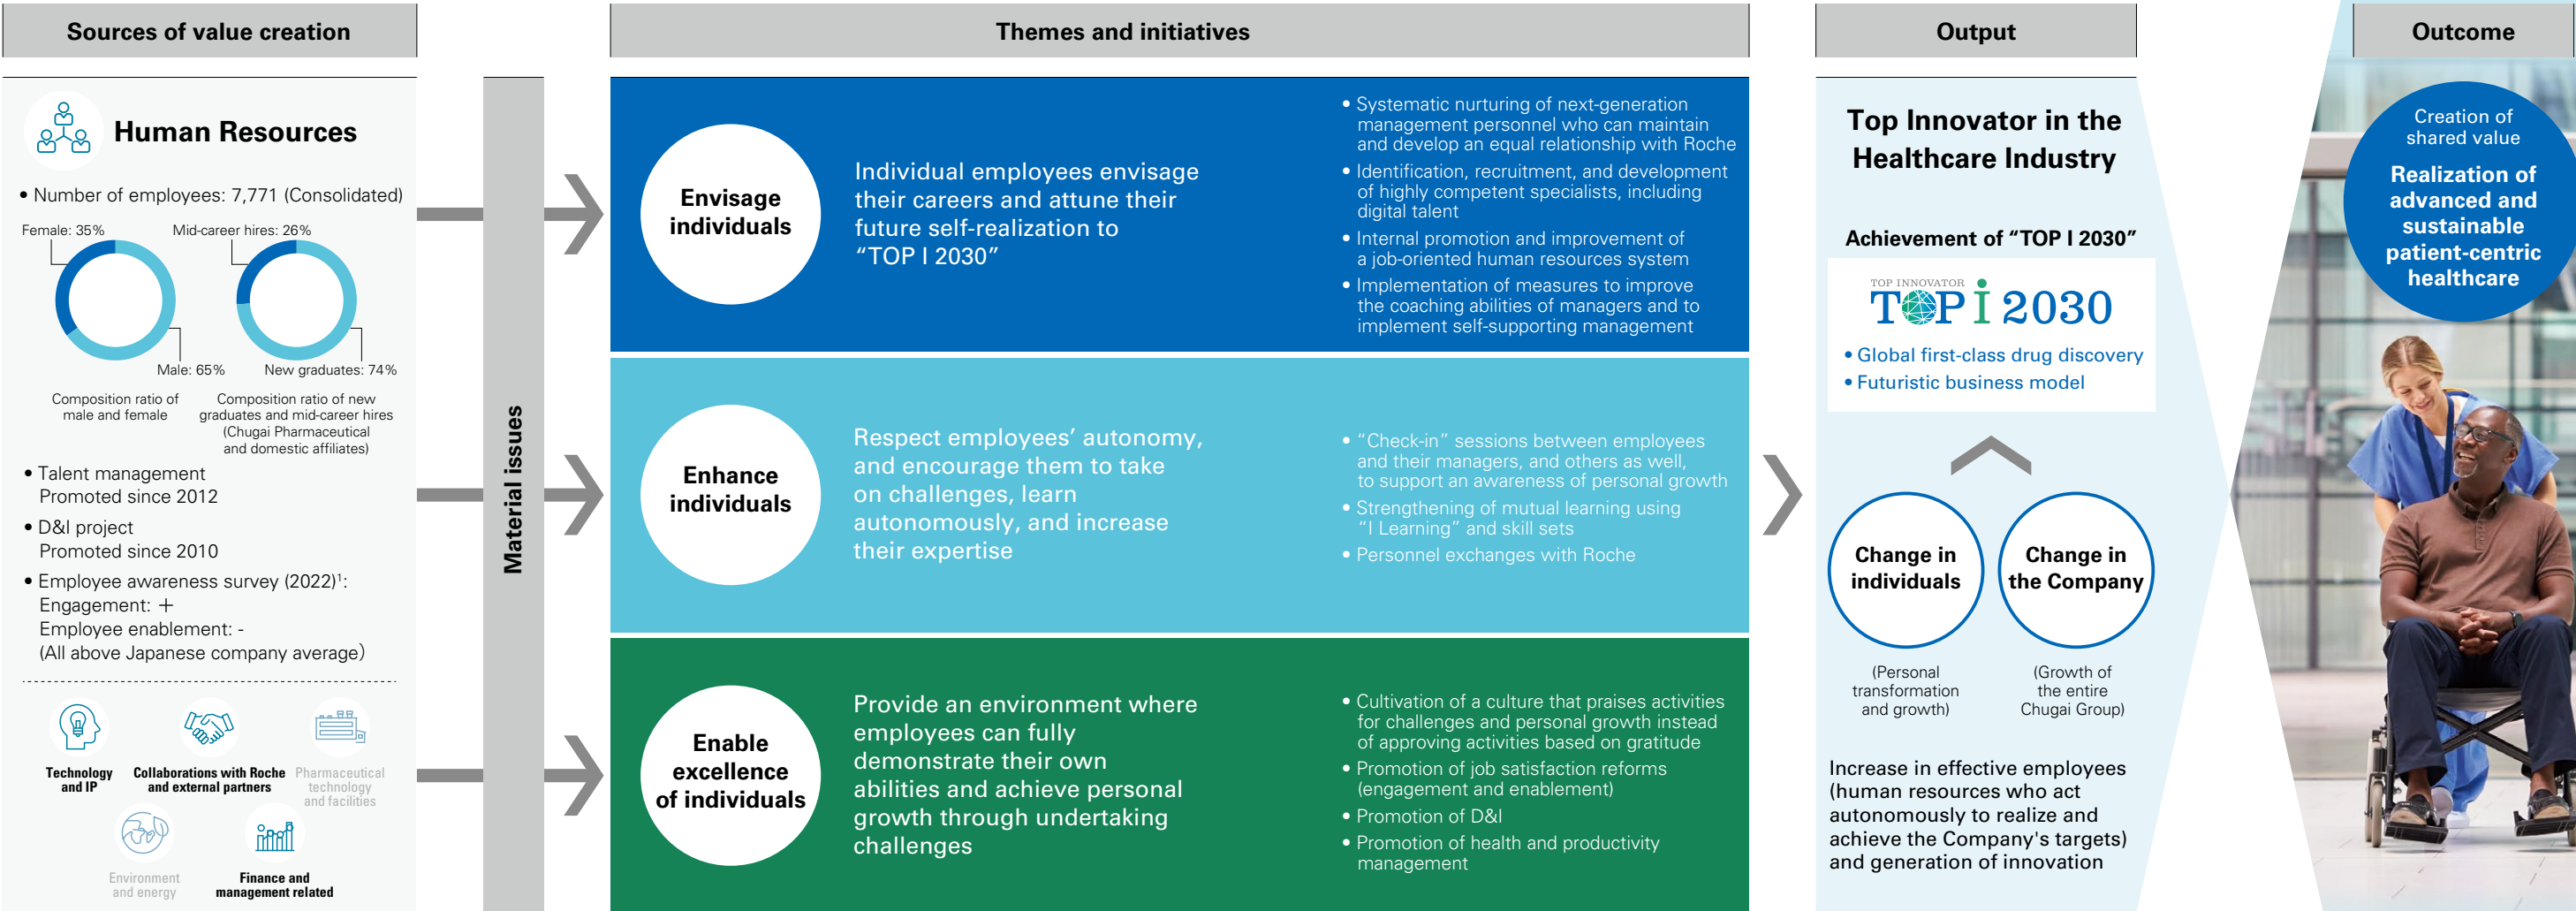 Sources of value creation
Human Resources
• Number of employees: 7,771 (Consolidated)
Female: 35%
Mid-career hires: 26%
Male: 65%
New graduates: 74%
Composition ratio of
male and female
Composition ratio of new
graduates and mid-career hires
(Chugai Pharmaceutical
and domestic affiliates)
• Talent management
Promoted since 2012
• D&I project
Promoted since 2010
• Employee awareness survey (2022)¹:
Engagement: +
Employee enablement: -
(All above Japanese company average)
Technology
and IP
Collaborations with Roche
and external partners
Pharmaceutical
technology
and facilities
Environment
and energy
Finance and
management related
Material issues
Themes and initiatives
Envisage
individuals
Individual employees envisage
their careers and attune their
future self-realization to
“TOP I 2030”
• Systematic nurturing of next-generation
management personnel who can maintain
and develop an equal relationship with Roche
• Identification, recruitment, and development
of highly competent specialists, including
digital talent
• Internal promotion and improvement of
a job-oriented human resources system
• Implementation of measures to improve
the coaching abilities of managers and to
implement self-supporting management
Enhance
individuals
Respect employees’ autonomy,
and encourage them to take
on challenges, learn
autonomously, and increase
their expertise
• “Check-in” sessions between employees
and their managers, and others as well,
to support an awareness of personal growth
• Strengthening of mutual learning using
“I Learning” and skill sets
• Personnel exchanges with Roche
Enable
excellence
of individuals
Provide an environment where
employees can fully
demonstrate their own
abilities and achieve personal
growth through undertaking
challenges
• Cultivation of a culture that praises activities
for challenges and personal growth instead
of approving activities based on gratitude
• Promotion of job satisfaction reforms
(engagement and enablement)
• Promotion of D&I
• Promotion of health and productivity
management
Output
Top Innovator in the
Healthcare Industry
Achievement of “TOP I 2030”
TOP INNOVATOR
TOP i 2030
• Global first-class drug discovery
• Futuristic business model
Change in
individuals
Change in
the Company
(Personal
transformation
and growth)
(Growth of
the entire
Chugai Group)
Increase in effective employees
(human resources who act
autonomously to realize and
achieve the Company's targets)
and generation of innovation
Outcome
Creation of
shared value
Realization of
advanced and
sustainable
patient-centric
healthcare